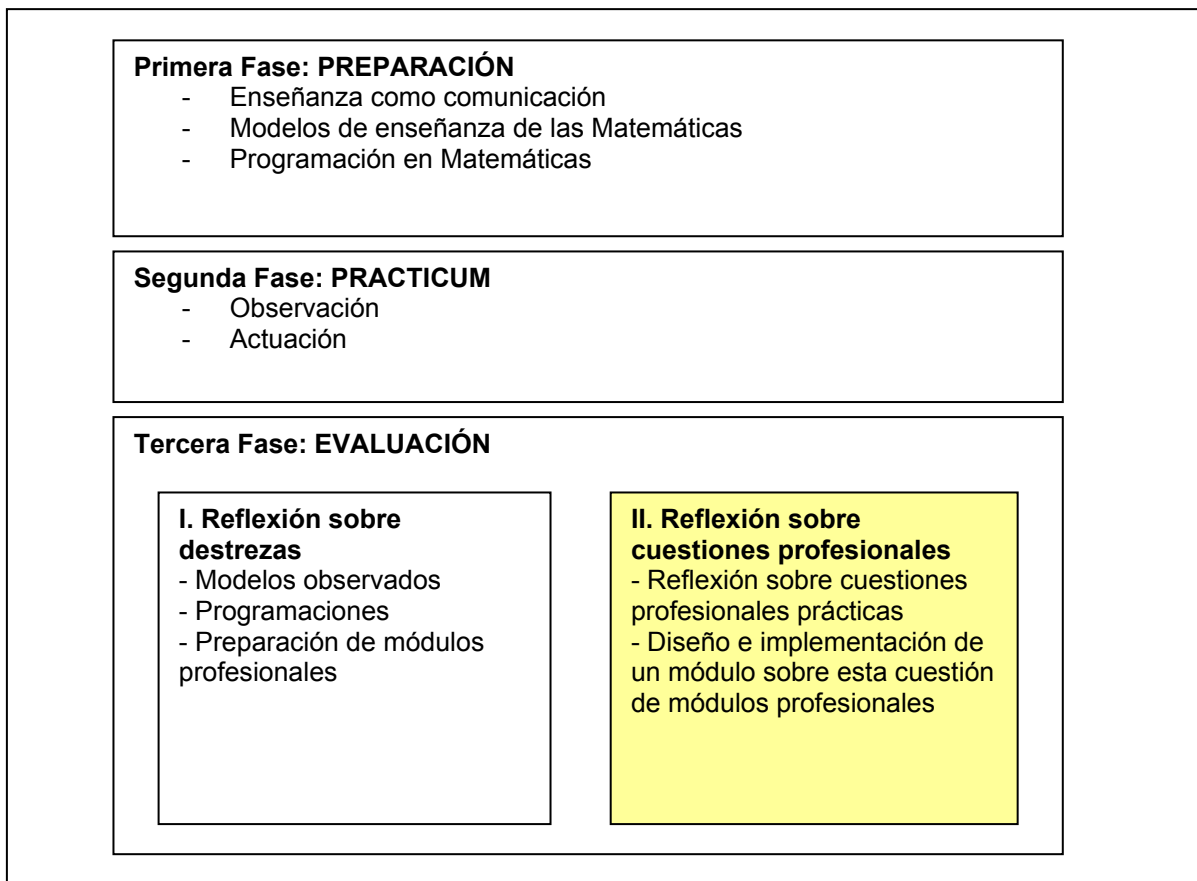 Primera Fase: PREPARACIÓN
- Enseñanza como comunicación
- Modelos de enseñanza de las Matemáticas
- Programación en Matemáticas
Segunda Fase: PRACTICUM
- Observación
- Actuación
Tercera Fase: EVALUACIÓN
I. Reflexión sobre
destrezas
- Modelos observados
- Programaciones
- Preparación de módulos
profesionales
II. Reflexión sobre
cuestiones profesionales
- Reflexión sobre cuestiones
profesionales prácticas
- Diseño e implementación de
un módulo sobre esta cuestión
de módulos profesionales